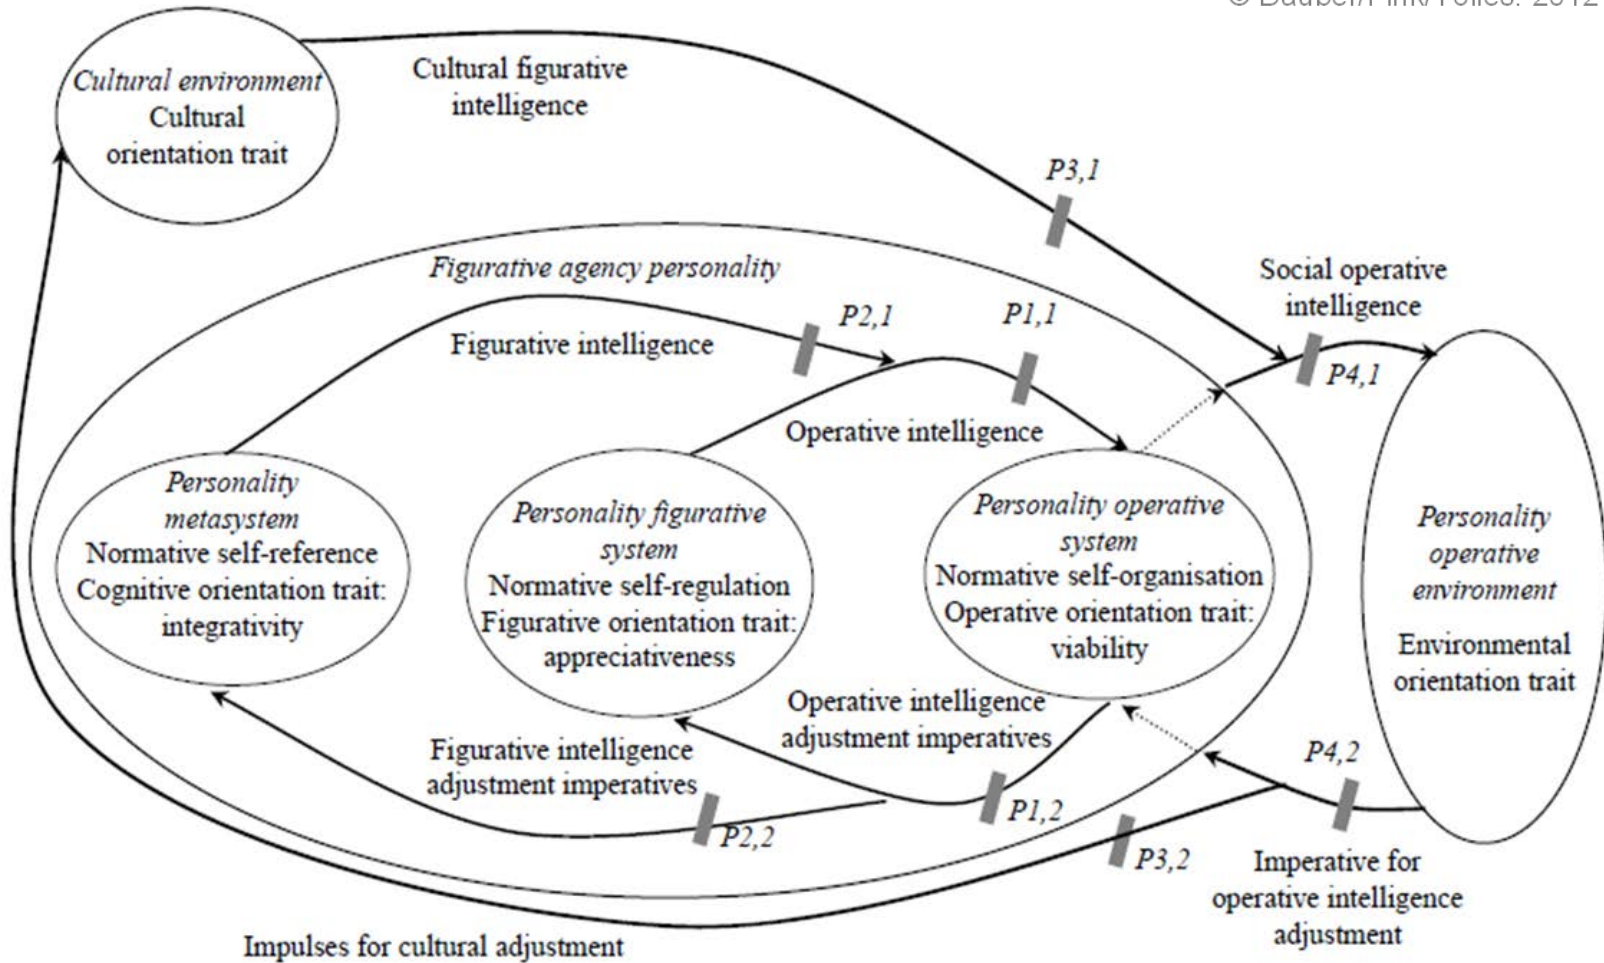 Cultural environment
Cultural
orientation trait
Cultural figurative
intelligence
P3,1
Figurative agency personality
Social operative
intelligence
P2,1
P1,1
Figurative intelligence
P4,1
Operative intelligence
Personality
metasystem
Normative self-reference
Cognitive orientation trait:
integrativity
Personality figurative
system
Normative self-regulation
Figurative orientation trait:
appreciativeness
Personality operative
system
Normative self-organisation
Operative orientation trait:
viability
Personality
operative
environment
Environmental
orientation trait
Operative intelligence
adjustment imperatives
Figurative intelligence
adjustment imperatives
P4,2
P1,2
P2,2
P3,2
Imperative for
operative intelligence
adjustment
Impulses for cultural adjustment